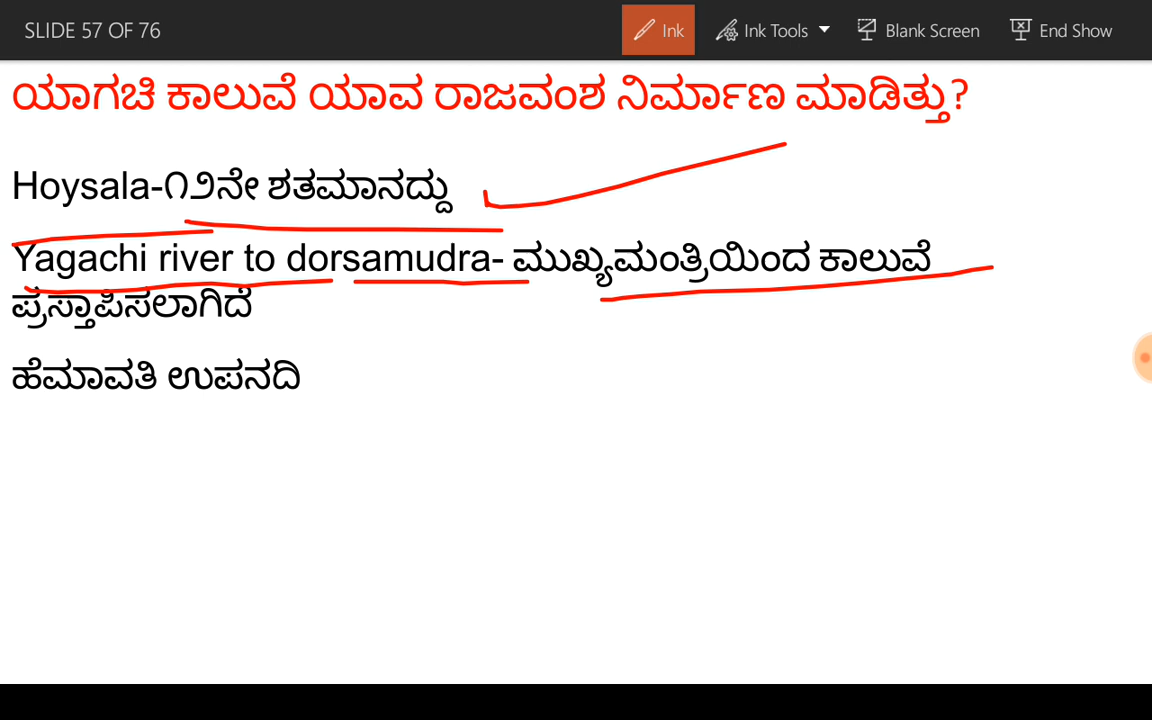 SLIDE 57 OF 76
Ink
Ink Tools
Blank Screen
End Show
ಯಾಗಚಿ ಕಾಲುವೆ ಯಾವ ರಾಜವಂಶ ನಿರ್ಮಾಣ ಮಾಡಿತ್ತು?
Hoysala-೧೨ನೇ ಶತಮಾನದ್ದು
Yagachi river to dorsamudra- ಮುಖ್ಯಮಂತ್ರಿಯಿಂದ ಕಾಲುವೆ
ಪ್ರಸ್ತಾಪಿಸಲಾಗಿದೆ
ಹೆಮಾವತಿ ಉಪನದಿ